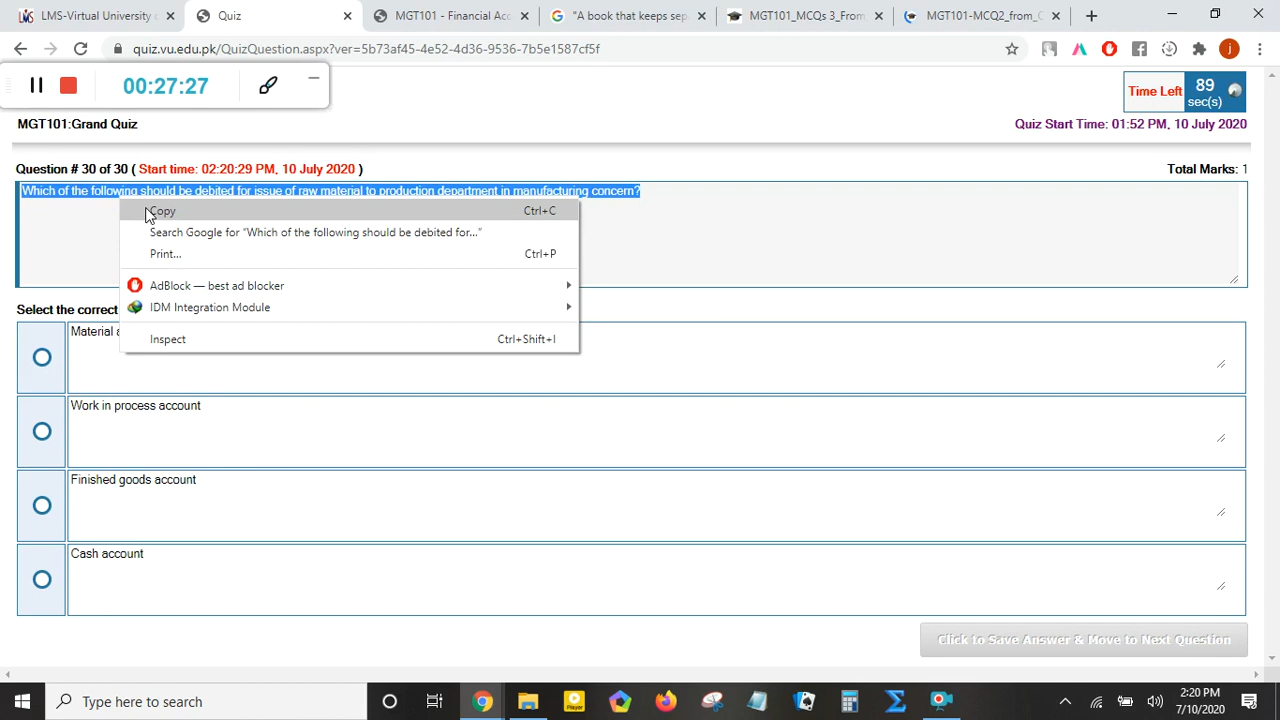 LMS-Virtual University o
Quiz
MGT101 - Financial Acc
"A book that keeps sep
MGT101_MCQs 3_From
MGT101-MCQ2_from_C
quiz.vu.edu.pk/QuizQuestion.aspx?ver=5b73af45-4e52-4d36-9536-7b5e1587cf5f
00:27:27
Time Left 89 sec(s)
MGT101:Grand Quiz
Quiz Start Time: 01:52 PM, 10 July 2020
Question # 30 of 30 ( Start time: 02:20:29 PM, 10 July 2020 )
Total Marks: 1
Which of the following should be debited for issue of raw material to production department in manufacturing concern?
Copy Ctrl+C
Search Google for "Which of the following should be debited for..."
Print... Ctrl+P
AdBlock — best ad blocker
IDM Integration Module
Inspect Ctrl+Shift+I
Select the correct
Material
Work in process account
Finished goods account
Cash account
Click to Save Answer & Move to Next Question
Type here to search
2:20 PM
7/10/2020